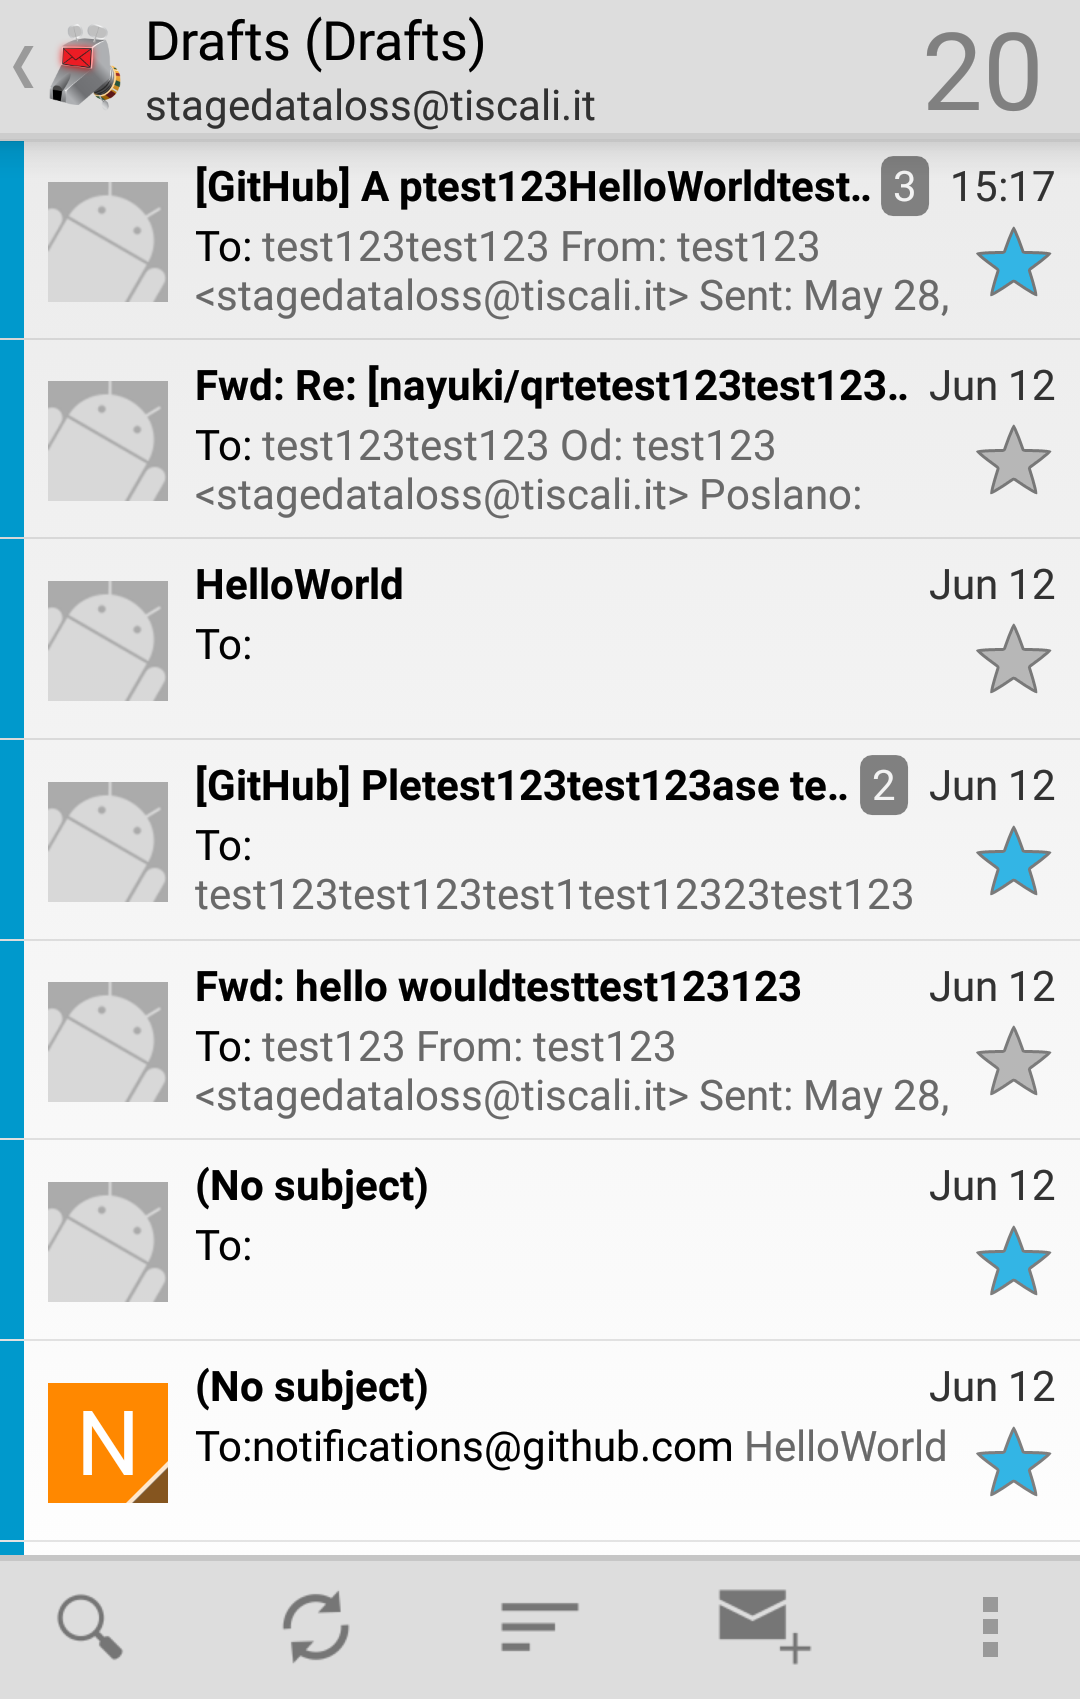 Drafts (Drafts)
stagedataloss@tiscali.it
20
[GitHub] A ptest123HelloWorldtest.. 3 15:17
To: test123test123 From: test123
<stagedataloss@tiscali.it> Sent: May 28,
Fwd: Re: [nayuki/qrtetest123test123.. Jun 12
To: test123test123 Od: test123
<stagedataloss@tiscali.it> Poslano:
HelloWorld Jun 12
To:
[GitHub] Pletest123test123ase te.. 2 Jun 12
To:
test123test123test1test12323test123
Fwd: hello wouldtesttest123123 Jun 12
To: test123 From: test123
<stagedataloss@tiscali.it> Sent: May 28,
(No subject) Jun 12
To:
(No subject) Jun 12
N
To:notifications@github.com HelloWorld